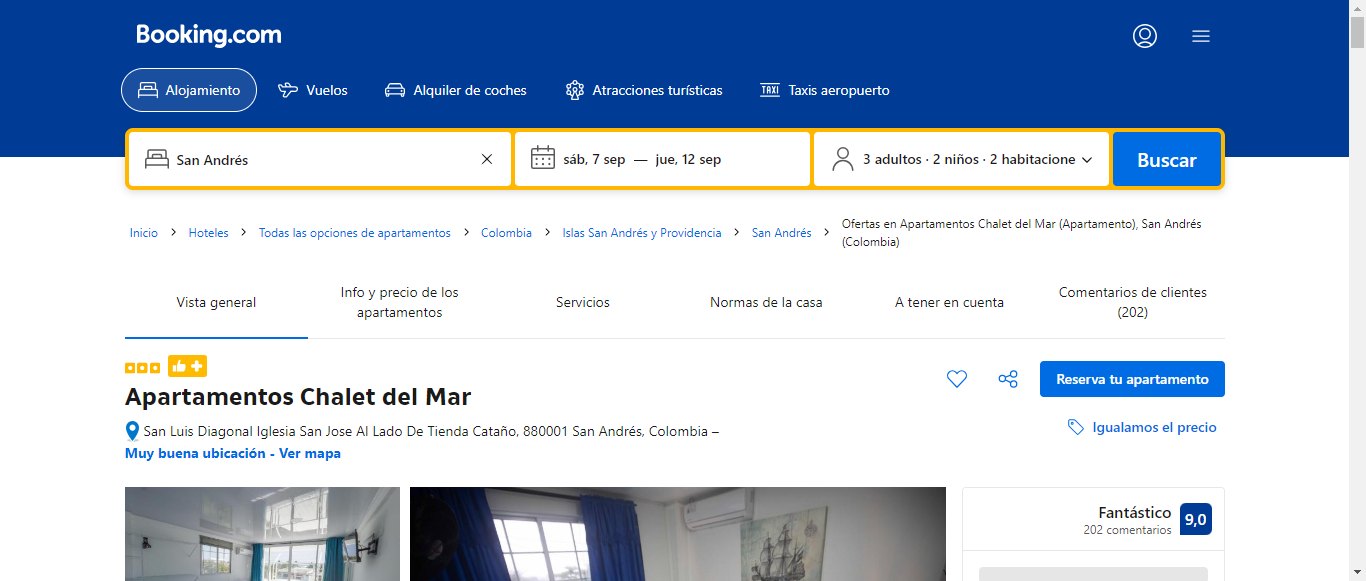 Booking.com
Alojamiento
Vuelos
Alquiler de coches
Atracciones turísticas
TAXI
Taxis aeropuerto
San Andrés
sáb, 7 sep — jue, 12 sep
3 adultos · 2 niños · 2 habitacione
Buscar
Inicio
Hoteles
Todas las opciones de apartamentos
Colombia
Islas San Andrés y Providencia
San Andrés
Ofertas en Apartamentos Chalet del Mar (Apartamento), San Andrés
(Colombia)
Vista general
Info y precio de los
apartamentos
Servicios
Normas de la casa
A tener en cuenta
Comentarios de clientes
(202)
Apartamentos Chalet del Mar
Reserva tu apartamento
San Luis Diagonal Iglesia San Jose Al Lado De Tienda Cataño, 880001 San Andrés, Colombia –
Igualamos el precio
Muy buena ubicación - Ver mapa
Fantástico
202 comentarios
9,0